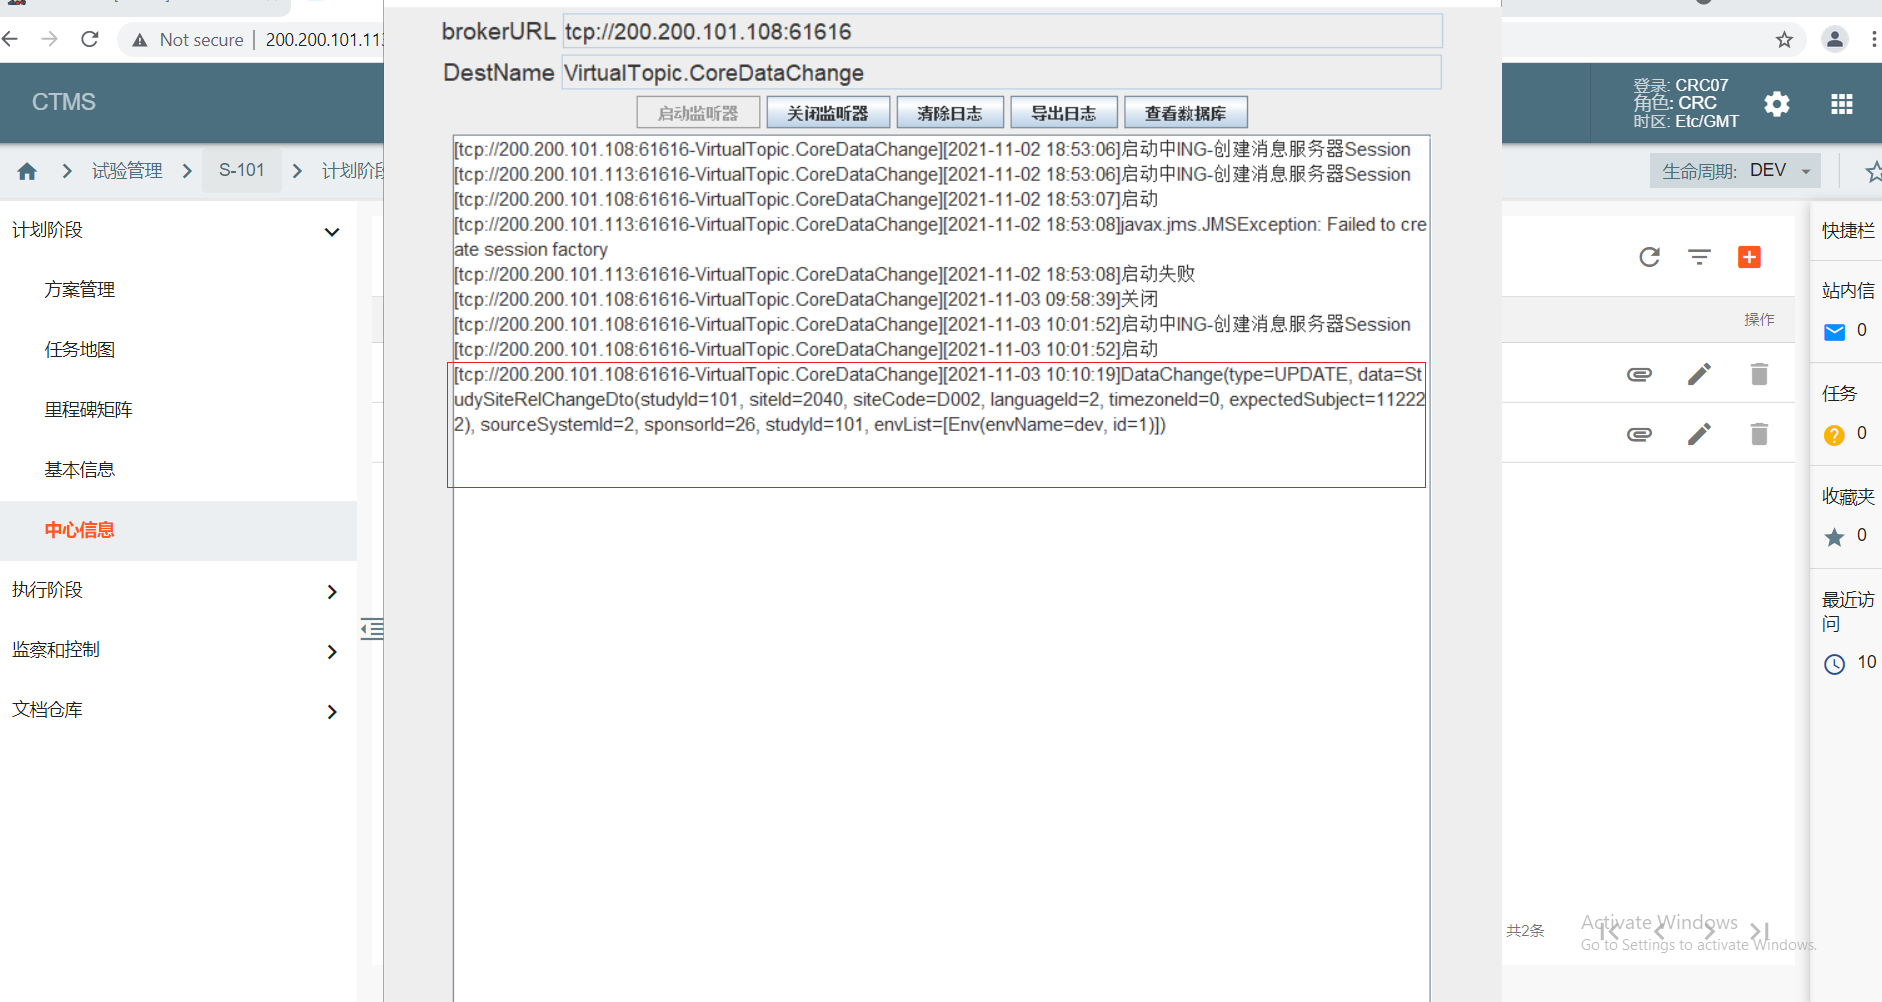 Not secure | 200.200.101.113
CTMS
试验管理
S-101
计划阶段
计划阶段
方案管理
任务地图
里程碑矩阵
基本信息
中心信息
执行阶段
监察和控制
文档仓库
brokerURL tcp://200.200.101.108:61616
DestName VirtualTopic.CoreDataChange
启动监听器 关闭监听器 清除日志 导出日志 查看数据库
[tcp://200.200.101.108:61616-VirtualTopic.CoreDataChange][2021-11-02 18:53:06]启动中ING-创建消息服务器Session
[tcp://200.200.101.113:61616-VirtualTopic.CoreDataChange][2021-11-02 18:53:06]启动中ING-创建消息服务器Session
[tcp://200.200.101.108:61616-VirtualTopic.CoreDataChange][2021-11-02 18:53:07]启动
[tcp://200.200.101.113:61616-VirtualTopic.CoreDataChange][2021-11-02 18:53:08]javax.jms.JMSException: Failed to cre
ate session factory
[tcp://200.200.101.113:61616-VirtualTopic.CoreDataChange][2021-11-02 18:53:08]启动失败
[tcp://200.200.101.108:61616-VirtualTopic.CoreDataChange][2021-11-03 09:58:39]关闭
[tcp://200.200.101.108:61616-VirtualTopic.CoreDataChange][2021-11-03 10:01:52]启动中ING-创建消息服务器Session
[tcp://200.200.101.108:61616-VirtualTopic.CoreDataChange][2021-11-03 10:01:52]启动
[tcp://200.200.101.108:61616-VirtualTopic.CoreDataChange][2021-11-03 10:10:19]DataChange(type=UPDATE, data=St
udySiteRelChangeDto(studyId=101, siteId=2040, siteCode=D002, languageId=2, timezoneId=0, expectedSubject=11222
2), sourceSystemId=2, sponsorId=26, studyId=101, envList=[Env(envName=dev, id=1)])
登录: CRC07
角色: CRC
时区: Etc/GMT
生命周期: DEV
操作
共2条
快捷栏
站内信
0
任务
0
收藏夹
0
最近访
问
10
Activate Windows
Go to Settings to activate Windows.